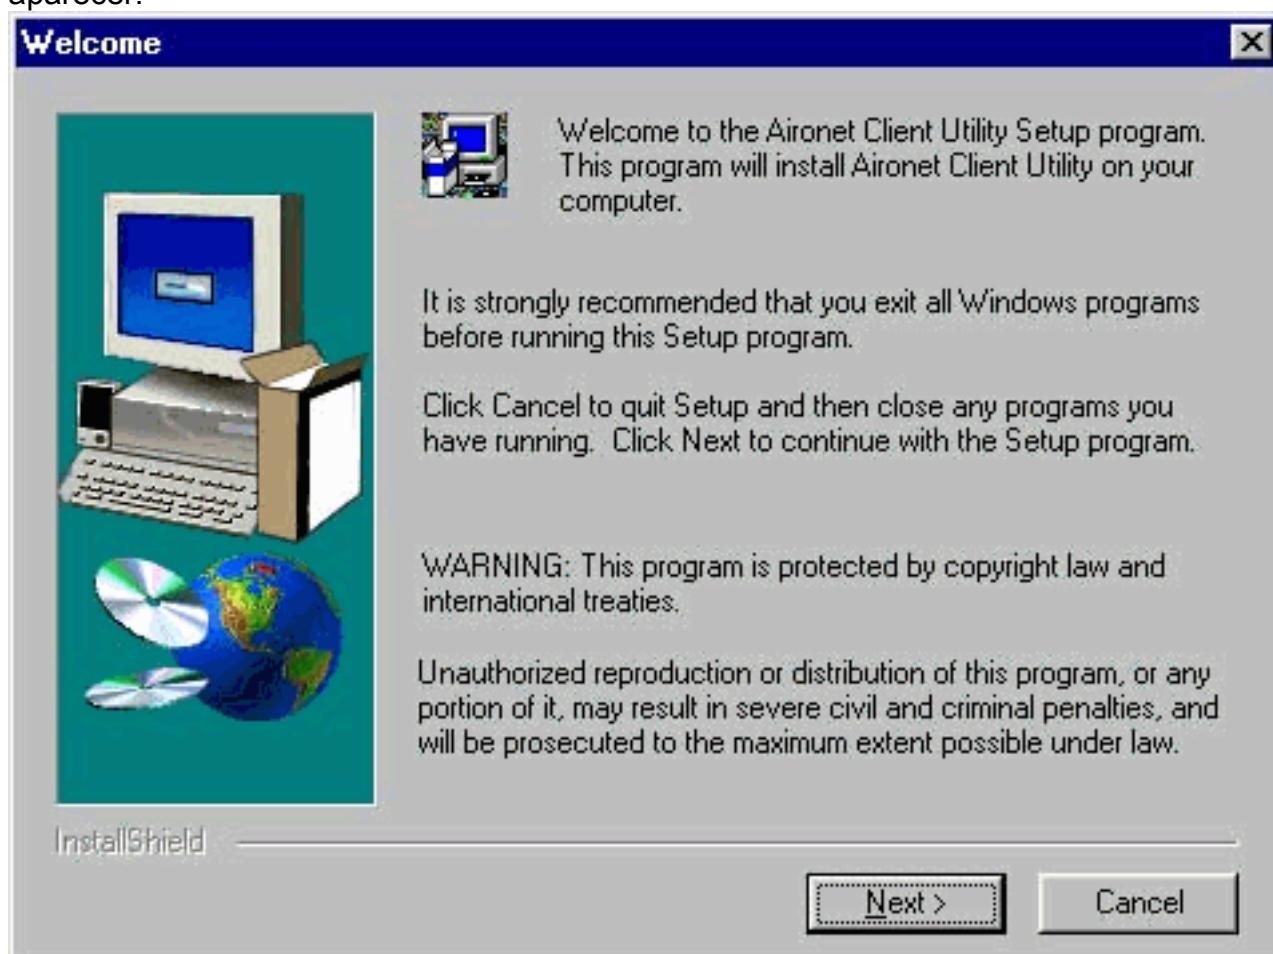 aparecer.
Welcome
Welcome to the Aironet Client Utility Setup program.
This program will install Aironet Client Utility on your
computer.
It is strongly recommended that you exit all Windows programs
before running this Setup program.
Click Cancel to quit Setup and then close any programs you
have running.  Click Next to continue with the Setup program.
WARNING: This program is protected by copyright law and
international treaties.
Unauthorized reproduction or distribution of this program, or any
portion of it, may result in severe civil and criminal penalties, and
will be prosecuted to the maximum extent possible under law.
InstallShield
Next >
Cancel